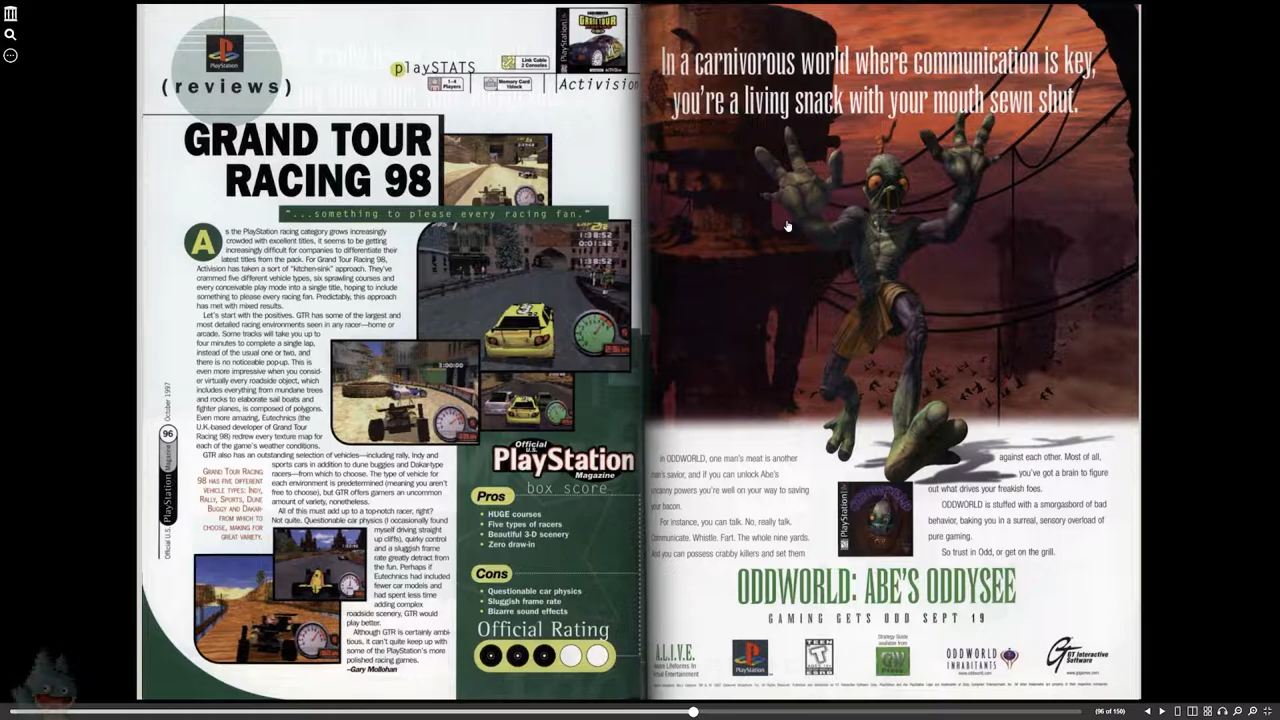 PlayStation
(reviews)
playSTATS
Link Cable
2 Consoles
1-4
Players
Memory Card
1 block
Activision
GRAND TOUR
RACING 98
"...something to please every racing fan."
As the PlayStation racing category grows increasingly
crowded with excellent titles, it seems to be getting
increasingly difficult for companies to differentiate their
latest titles from the pack. For Grand Tour Racing 98,
Activision has taken a sort of "kitchen-sink" approach. They've
crammed five different vehicle types, six sprawling courses and
every conceivable play mode into a single title, hoping to include
something to please every racing fan. Predictably, this approach
has met with mixed results.
Let's start with the positives. GTR has some of the largest and
most detailed racing environments seen in any racer—home or
arcade. Some tracks will take you up to
four minutes to complete a single lap,
instead of the usual one or two, and
there is no noticeable pop-up. This is
even more impressive when you consid-
er virtually every roadside object, which
includes everything from mundane trees
and rocks to elaborate sail boats and
fighter planes, is composed of polygons.
Even more amazing, Eutechnics (the
U.K.-based developer of Grand Tour
Racing 98) redrew every texture map for
each of the game's weather conditions.
GTR also has an outstanding selection of vehicles—including rally, Indy and
sports cars in addition to dune buggies and Dakar-type
racers—from which to choose. The type of vehicle for
each environment is predetermined (meaning you aren't
free to choose), but GTR offers gamers an uncommon
amount of variety, nonetheless.
All of this must add up to a top-notch racer, right?
Not quite. Questionable car physics (I occasionally found
myself driving straight
up cliffs), quirky control
and a sluggish frame
rate greatly detract from
the fun. Perhaps if
Eutechnics had included
fewer car models and
had spent less time
adding complex
roadside scenery, GTR would
play better.
Although GTR is certainly ambi-
tious, it can't quite keep up with
some of the PlayStation's more
polished racing games.
–Gary Mollohan
GRAND TOUR RACING
98 HAS FIVE DIFFERENT
VEHICLE TYPES: INDY,
RALLY, SPORTS, DUNE
BUGGY AND DAKAR-
FROM WHICH TO
CHOOSE, MAKING FOR
GREAT VARIETY.
Official U.S. PlayStation Magazine 96 October 1997
Official
U.S.
PlayStation
Magazine
box score
Pros
• HUGE courses
• Five types of racers
• Beautiful 3-D scenery
• Zero draw-in
Cons
• Questionable car physics
• Sluggish frame rate
• Bizarre sound effects
Official Rating
In a carnivorous world where communication is key,
you're a living snack with your mouth sewn shut.
in ODDWORLD, one man's meat is another
man's savior, and if you can unlock Abe's
uncanny powers you're well on your way to saving
your bacon.
For instance, you can talk. No, really talk.
Communicate. Whistle. Fart. The whole nine yards.
And you can possess crabby killers and set them
against each other. Most of all,
you've got a brain to figure
out what drives your freakish foes.
ODDWORLD is stuffed with a smorgasbord of bad
behavior, baking you in a surreal, sensory overload of
pure gaming.
So trust in Odd, or get on the grill.
ODDWORLD: ABE'S ODDYSEE
GAMING GETS ODD SEPT 19
A.L.I.V.E.
PlayStation
TEEN
Strategy Guide
available from
GW
Press
ODDWORLD
INHABITANTS
www.oddworld.com
GT Interactive
Software
www.gtgames.com
(96 of 150)